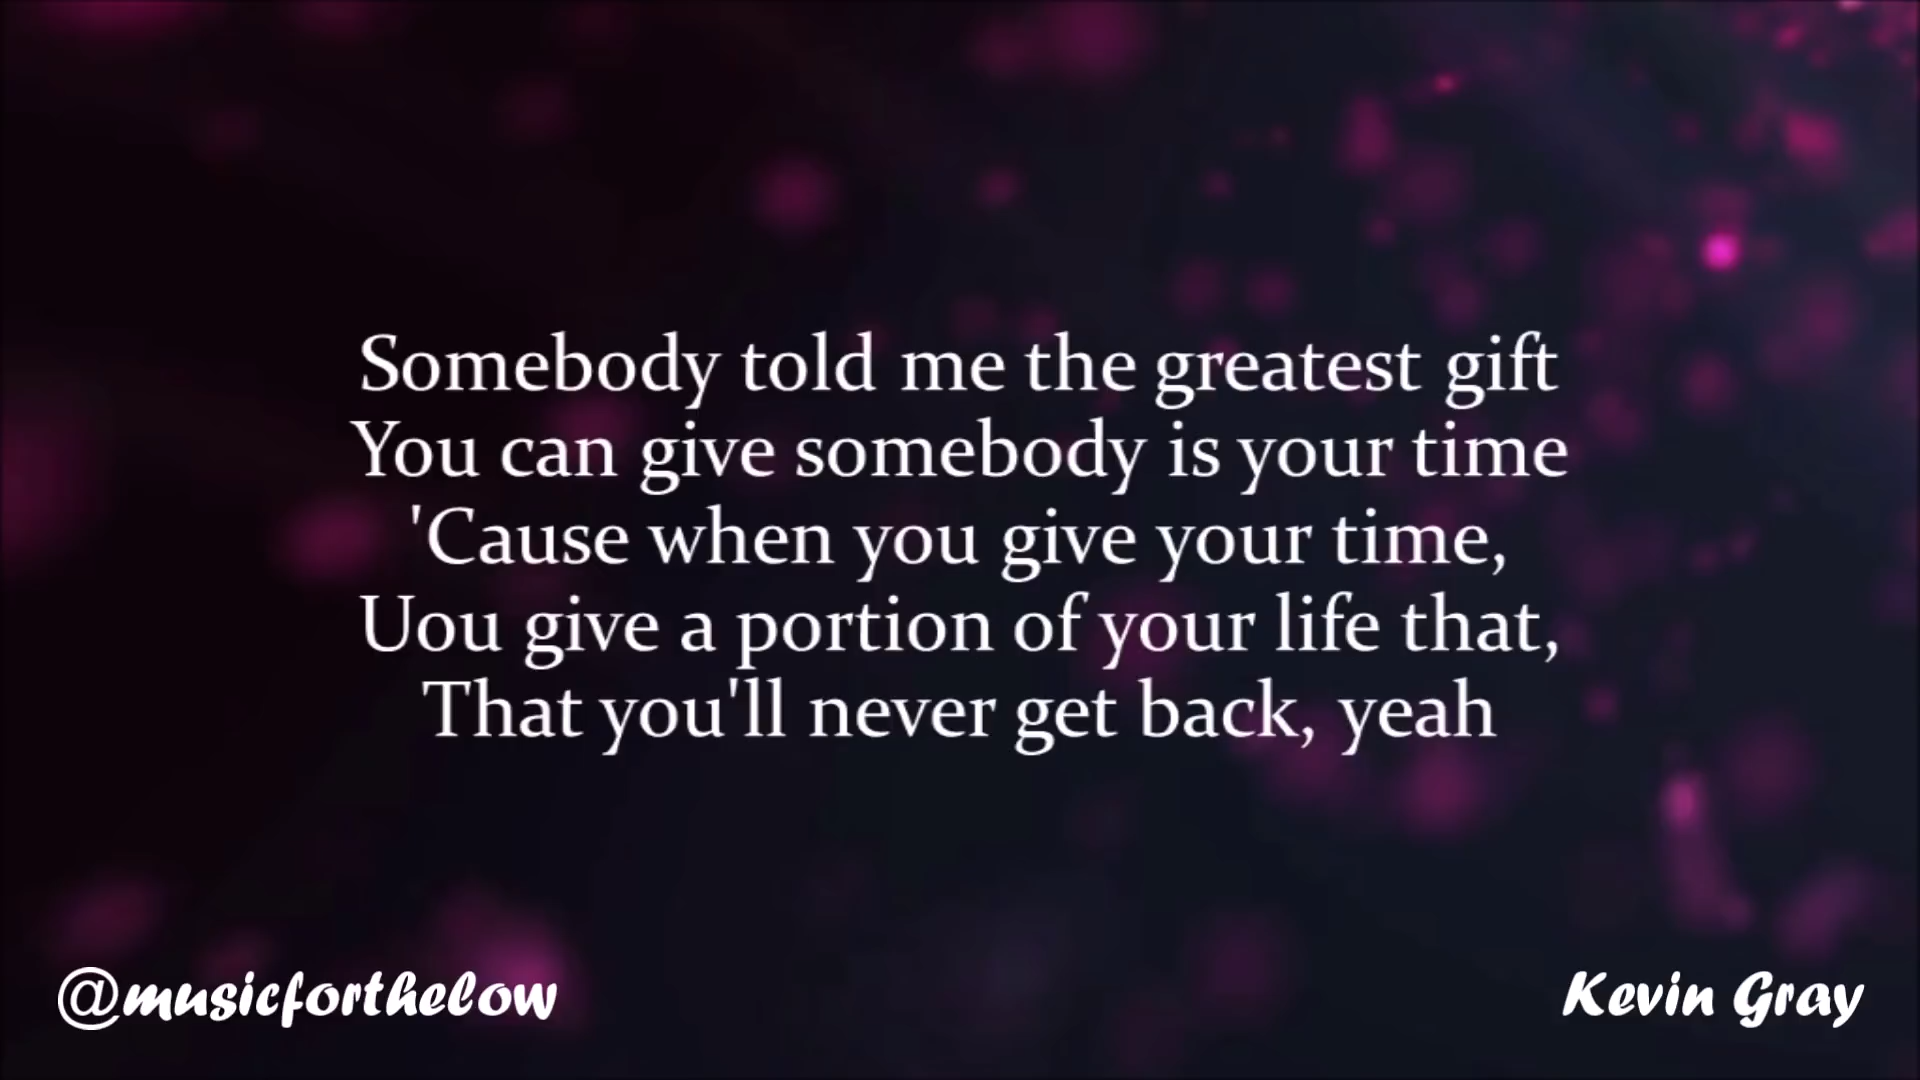 Somebody told me the greatest gift
You can give somebody is your time
'Cause when you give your time,
Uou give a portion of your life that,
That you'll never get back, yeah
@musicforthelow
Kevin Gray